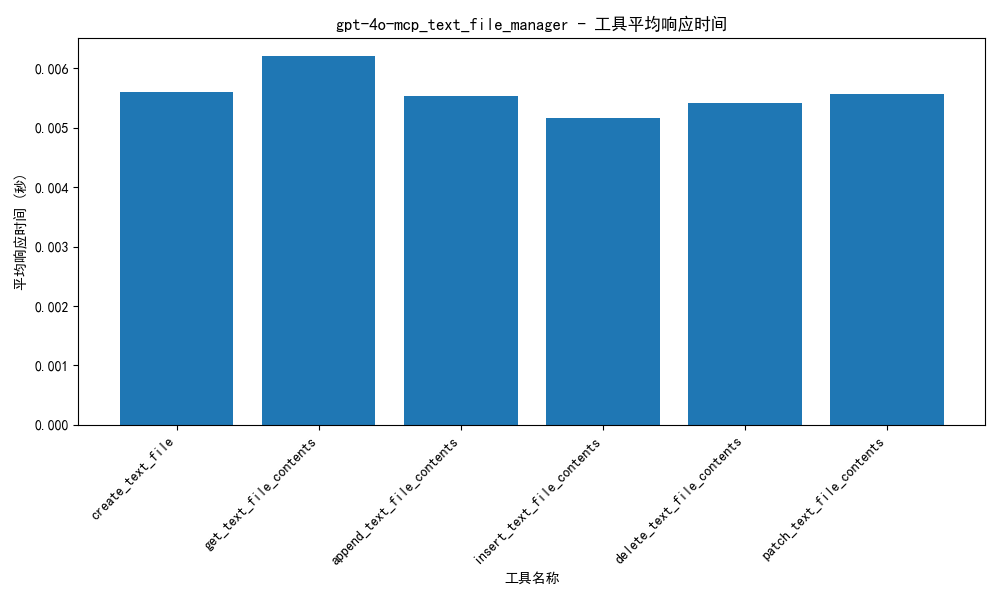 gpt-4o-mcp_text_file_manager - 工具平均响应时间
平均响应时间 (秒)
0.006
0.005
0.004
0.003
0.002
0.001
0.000
create_text_file
get_text_file_contents
append_text_file_contents
insert_text_file_contents
delete_text_file_contents
patch_text_file_contents
工具名称